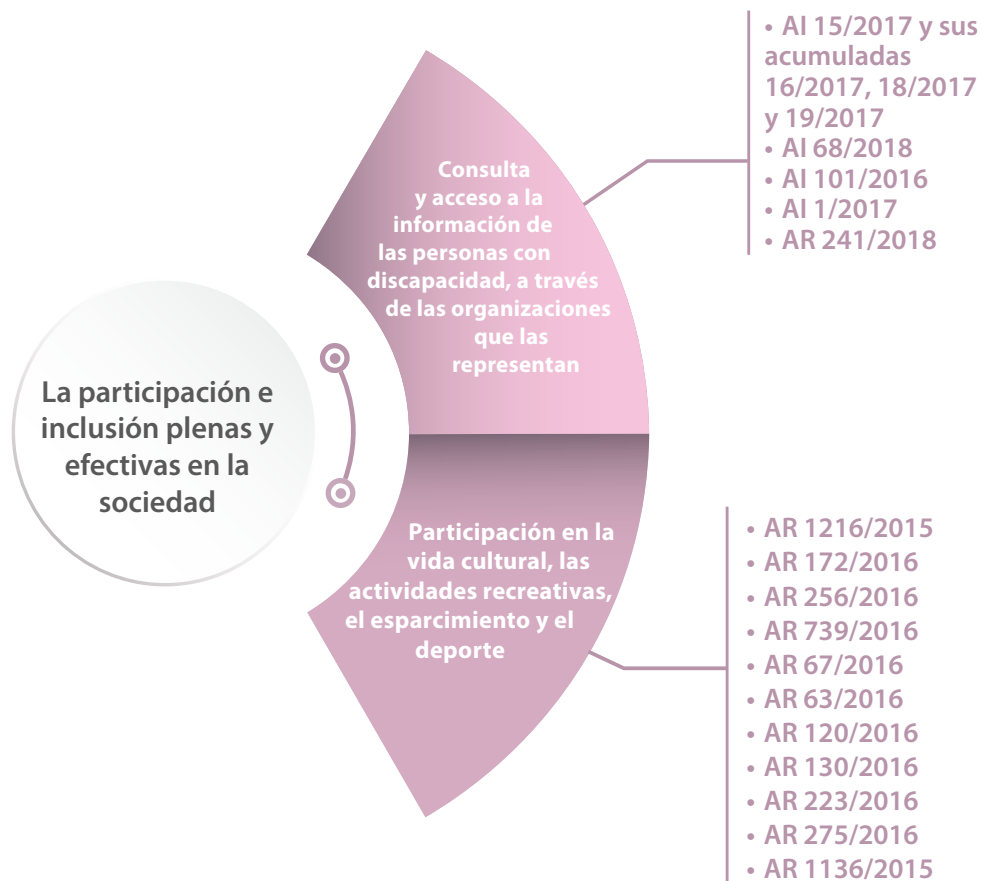 La participación e
inclusión plenas y
efectivas en la
sociedad
Consulta
y acceso a la
información de
las personas con
discapacidad, a través
de las organizaciones
que las
representan
• AI 15/2017 y sus
acumuladas
16/2017, 18/2017
y 19/2017
• AI 68/2018
• AI 101/2016
• AI 1/2017
• AR 241/2018
Participación en la
vida cultural, las
actividades recreativas,
el esparcimiento y el
deporte
• AR 1216/2015
• AR 172/2016
• AR 256/2016
• AR 739/2016
• AR 67/2016
• AR 63/2016
• AR 120/2016
• AR 130/2016
• AR 223/2016
• AR 275/2016
• AR 1136/2015